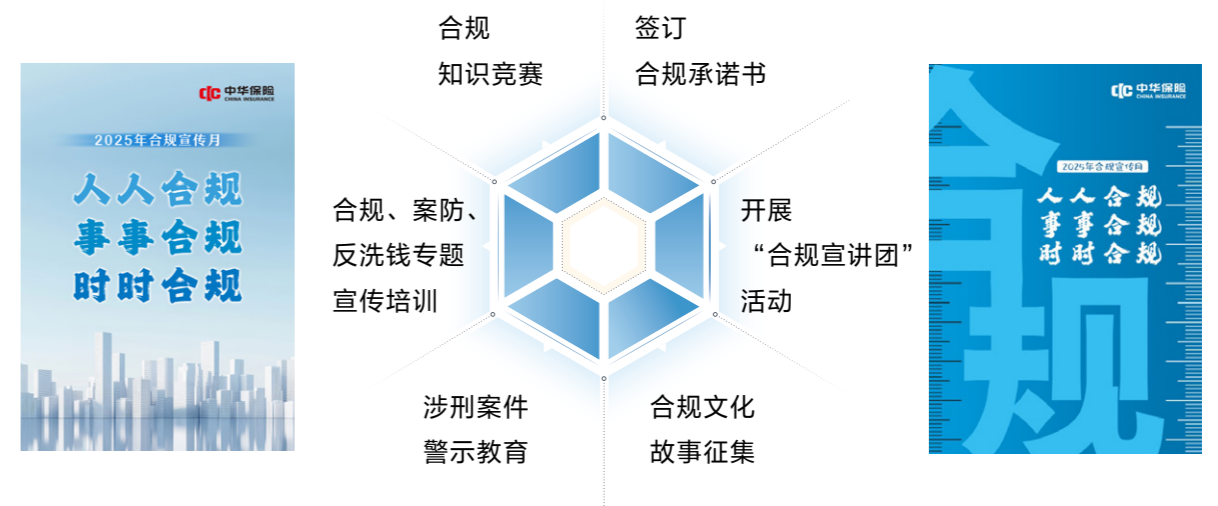 中华保险
CHINA INSURANCE
2025年合规宣传月
人人合规
事事合规
时时合规
合规
知识竞赛
签订
合规承诺书
合规、案防、
反洗钱专题
宣传培训
开展
“合规宣讲团”
活动
涉刑案件
警示教育
合规文化
故事征集
中华保险
CHINA INSURANCE
2025年合规宣传月
人人合规
事事合规
时时合规
合
规